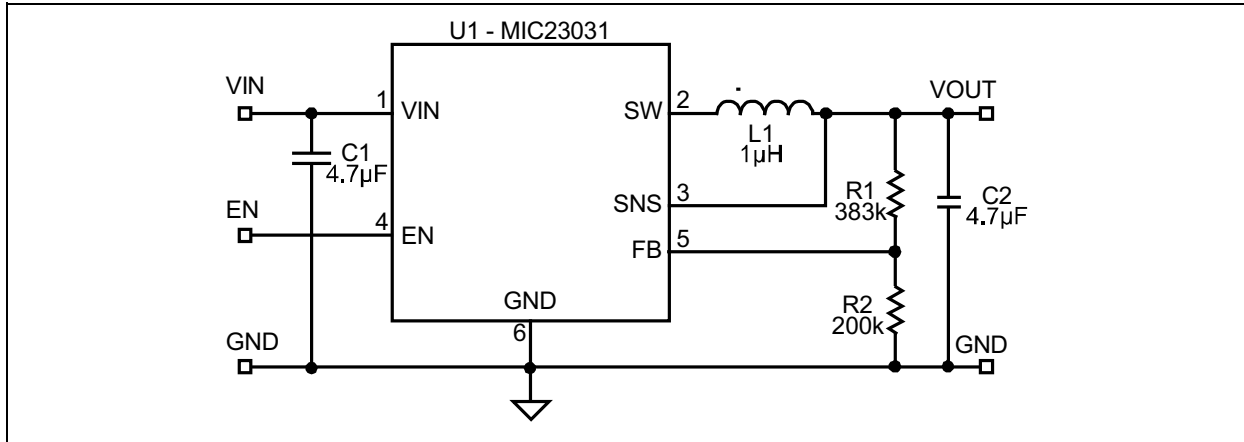 U1 - MIC23031
VIN
1
VIN
SW
2
VOUT
L1
1µH
C1
4.7µF
R1
383k
C2
4.7µF
SNS
3
EN
4
EN
FB
5
R2
200k
GND
6
GND
GND